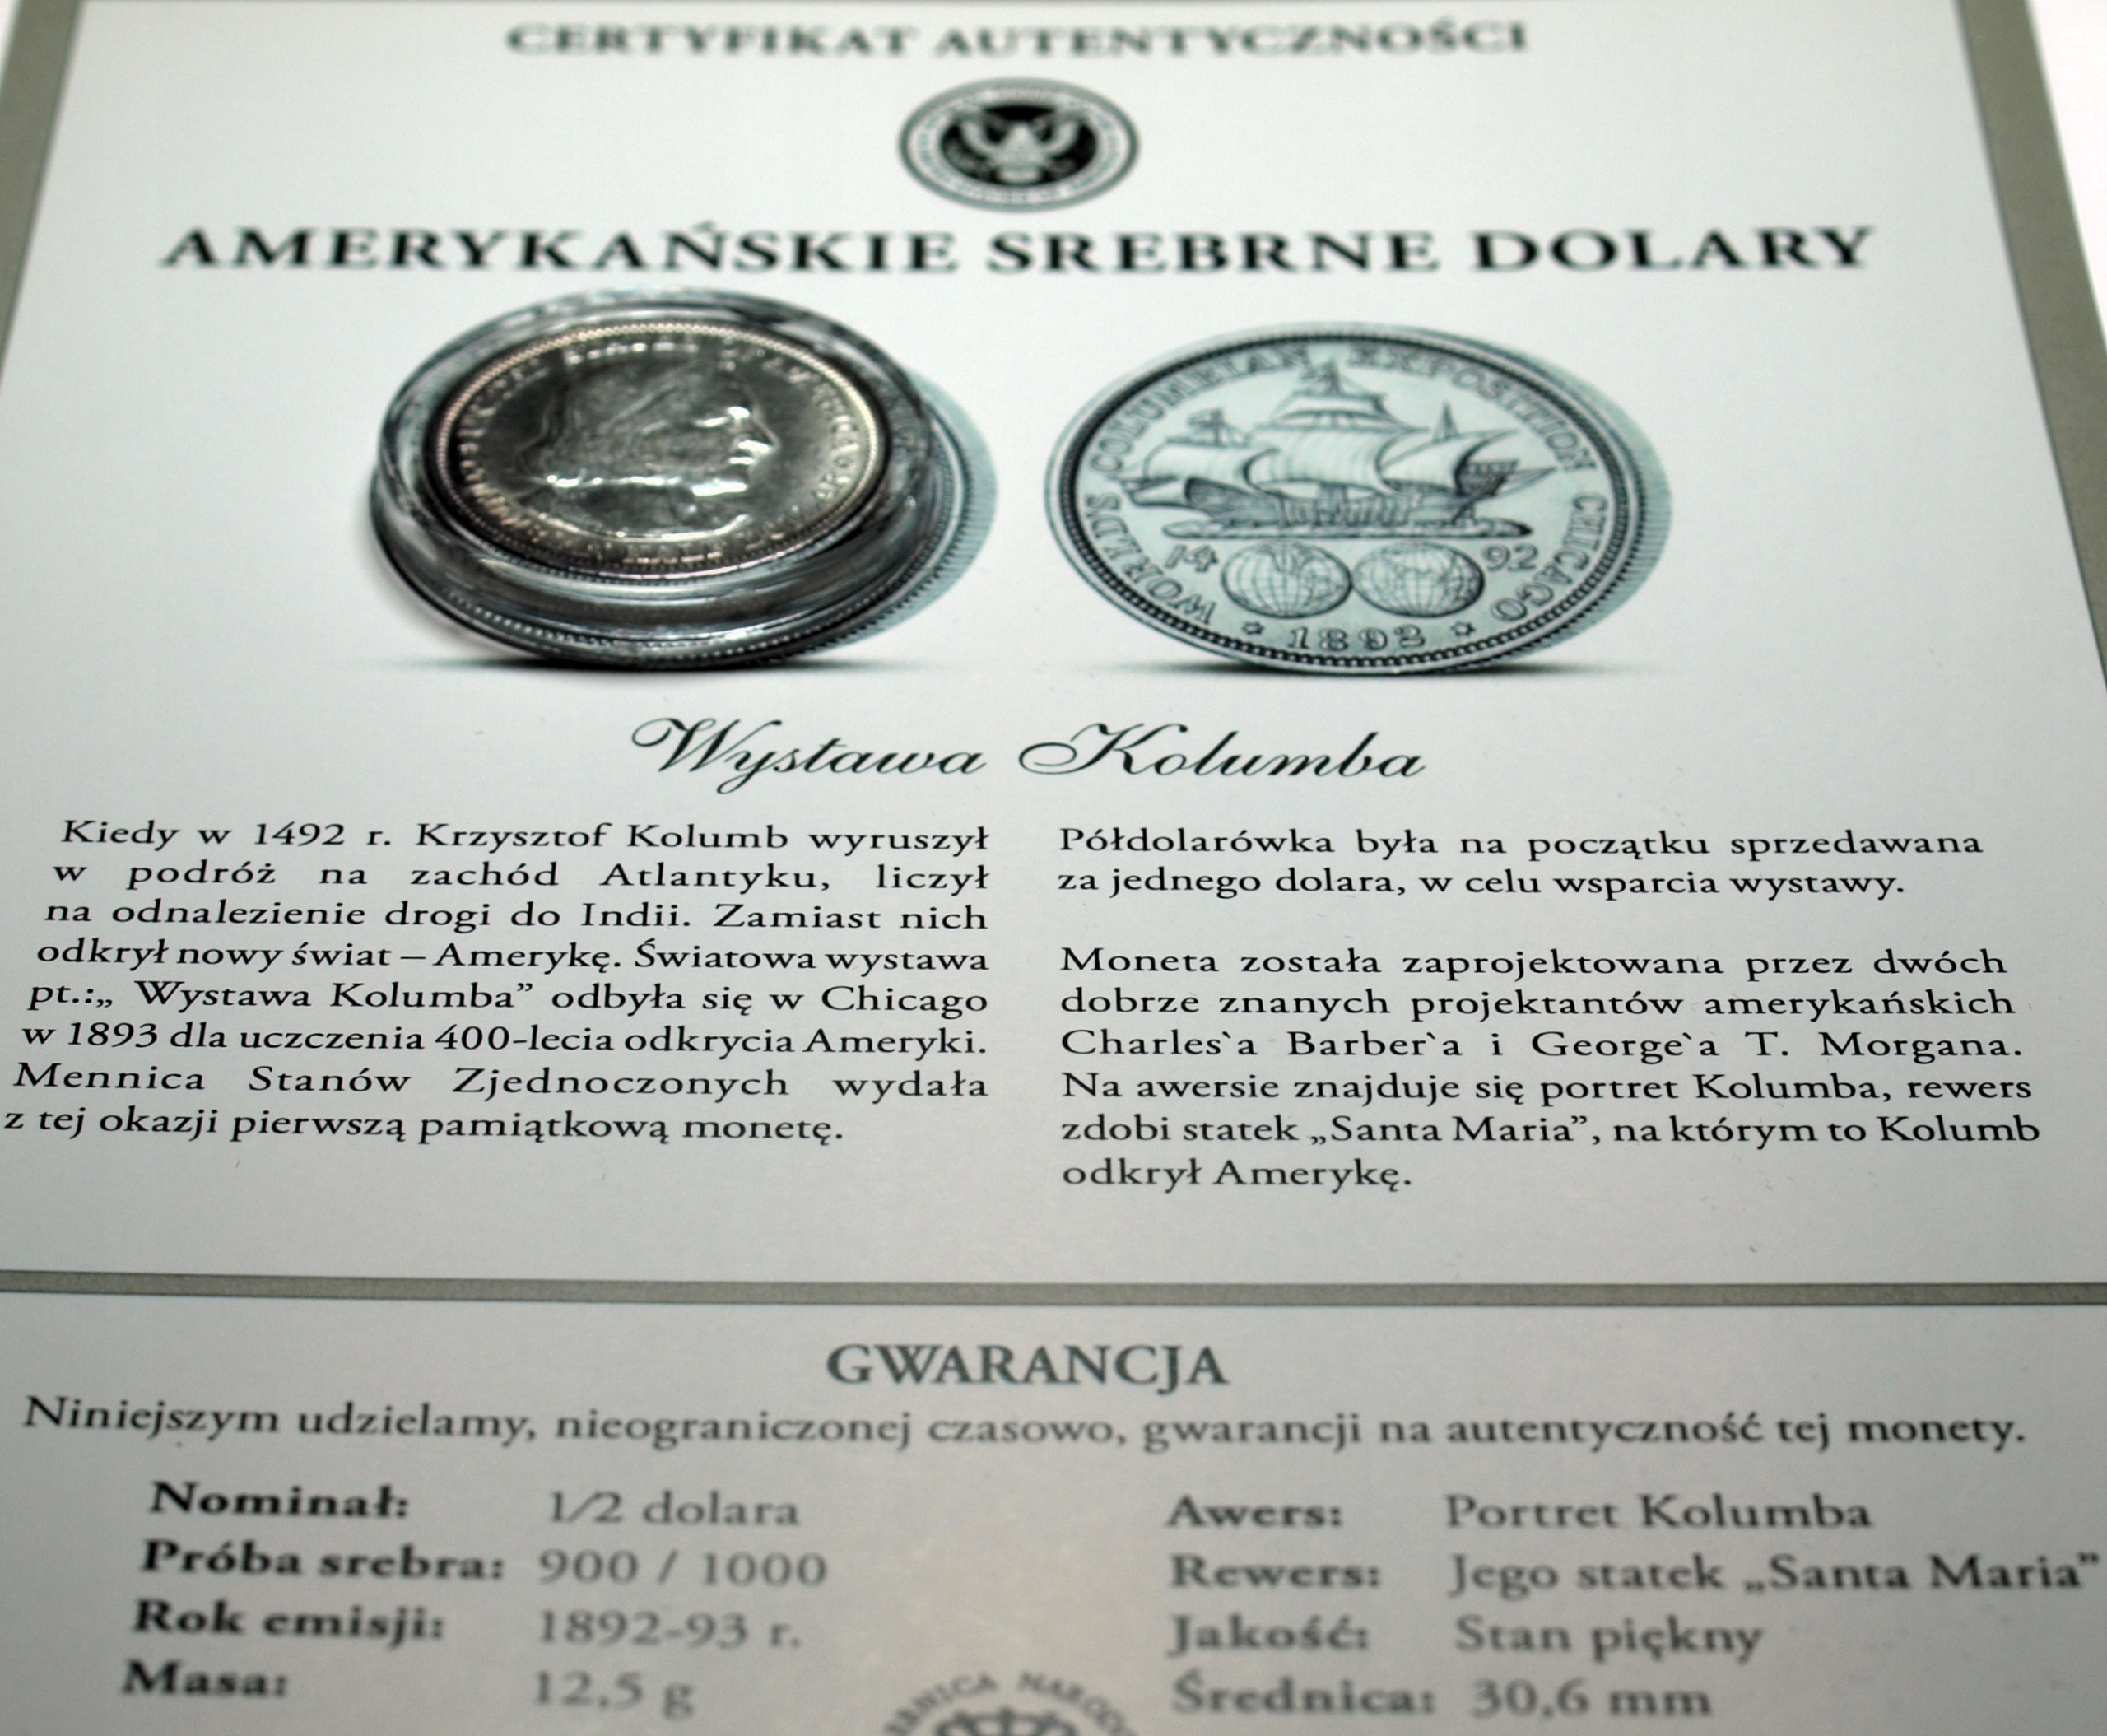 CERTYFIKAT AUTENTYCZNOŚCI
AMERYKAŃSKIE SREBRNE DOLARY
WORLDS COLUMBIAN EXPOSITION CHICAGO
14 92
1892
Wystawa Kolumba
Kiedy w 1492 r. Krzysztof Kolumb wyruszył
w podróż na zachód Atlantyku, liczył
na odnalezienie drogi do Indii. Zamiast nich
odkrył nowy świat – Amerykę. Światowa wystawa
pt.:„ Wystawa Kolumba” odbyła się w Chicago
w 1893 dla uczczenia 400-lecia odkrycia Ameryki.
Mennica Stanów Zjednoczonych wydała
z tej okazji pierwszą pamiątkową monetę.
Półdolarówka była na początku sprzedawana
za jednego dolara, w celu wsparcia wystawy.
Moneta została zaprojektowana przez dwóch
dobrze znanych projektantów amerykańskich
Charles`a Barber`a i George`a T. Morgana.
Na awersie znajduje się portret Kolumba, rewers
zdobi statek „Santa Maria”, na którym to Kolumb
odkrył Amerykę.
GWARANCJA
Niniejszym udzielamy, nieograniczonej czasowo, gwarancji na autentyczność tej monety.
Nominał: 1/2 dolara
Próba srebra: 900 / 1000
Rok emisji: 1892-93 r.
Masa: 12,5 g
Awers: Portret Kolumba
Rewers: Jego statek „Santa Maria”
Jakość: Stan piękny
Średnica: 30,6 mm